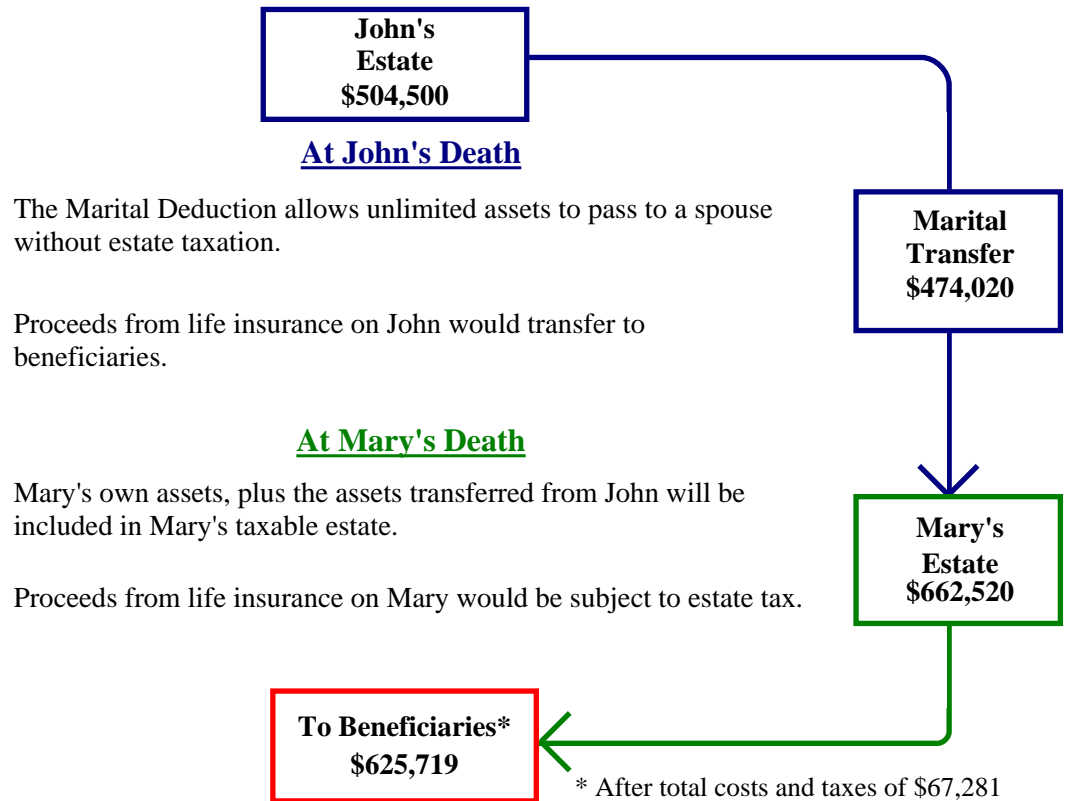 John's
Estate
$504,500
At John's Death
The Marital Deduction allows unlimited assets to pass to a spouse
without estate taxation.
Marital
Transfer
$474,020
Proceeds from life insurance on John would transfer to
beneficiaries.
At Mary's Death
Mary's own assets, plus the assets transferred from John will be
included in Mary's taxable estate.
Mary's
Estate
$662,520
Proceeds from life insurance on Mary would be subject to estate tax.
To Beneficiaries*
$625,719
* After total costs and taxes of $67,281